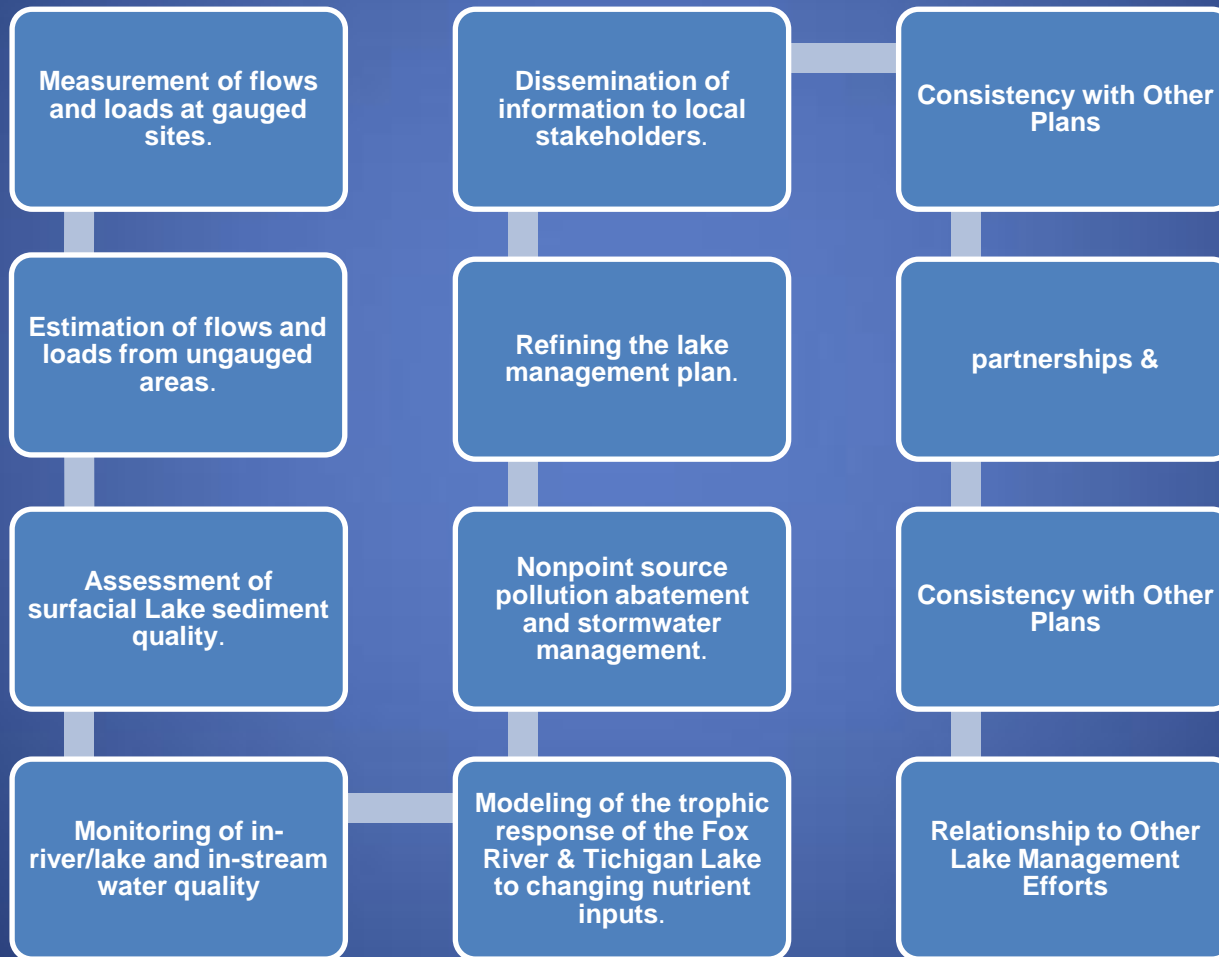 Measurement of flows
and loads at gauged
sites.
Estimation of flows and
loads from ungauged
areas.
Assessment of
surfacial Lake sediment
quality.
Monitoring of in-
river/lake and in-stream
water quality
Modeling of the trophic
response of the Fox
River & Tichigan Lake
to changing nutrient
inputs.
Nonpoint source
pollution abatement
and stormwater
management.
Refining the lake
management plan.
Dissemination of
information to local
stakeholders.
Consistency with Other
Plans
partnerships &
Consistency with Other
Plans
Relationship to Other
Lake Management
Efforts